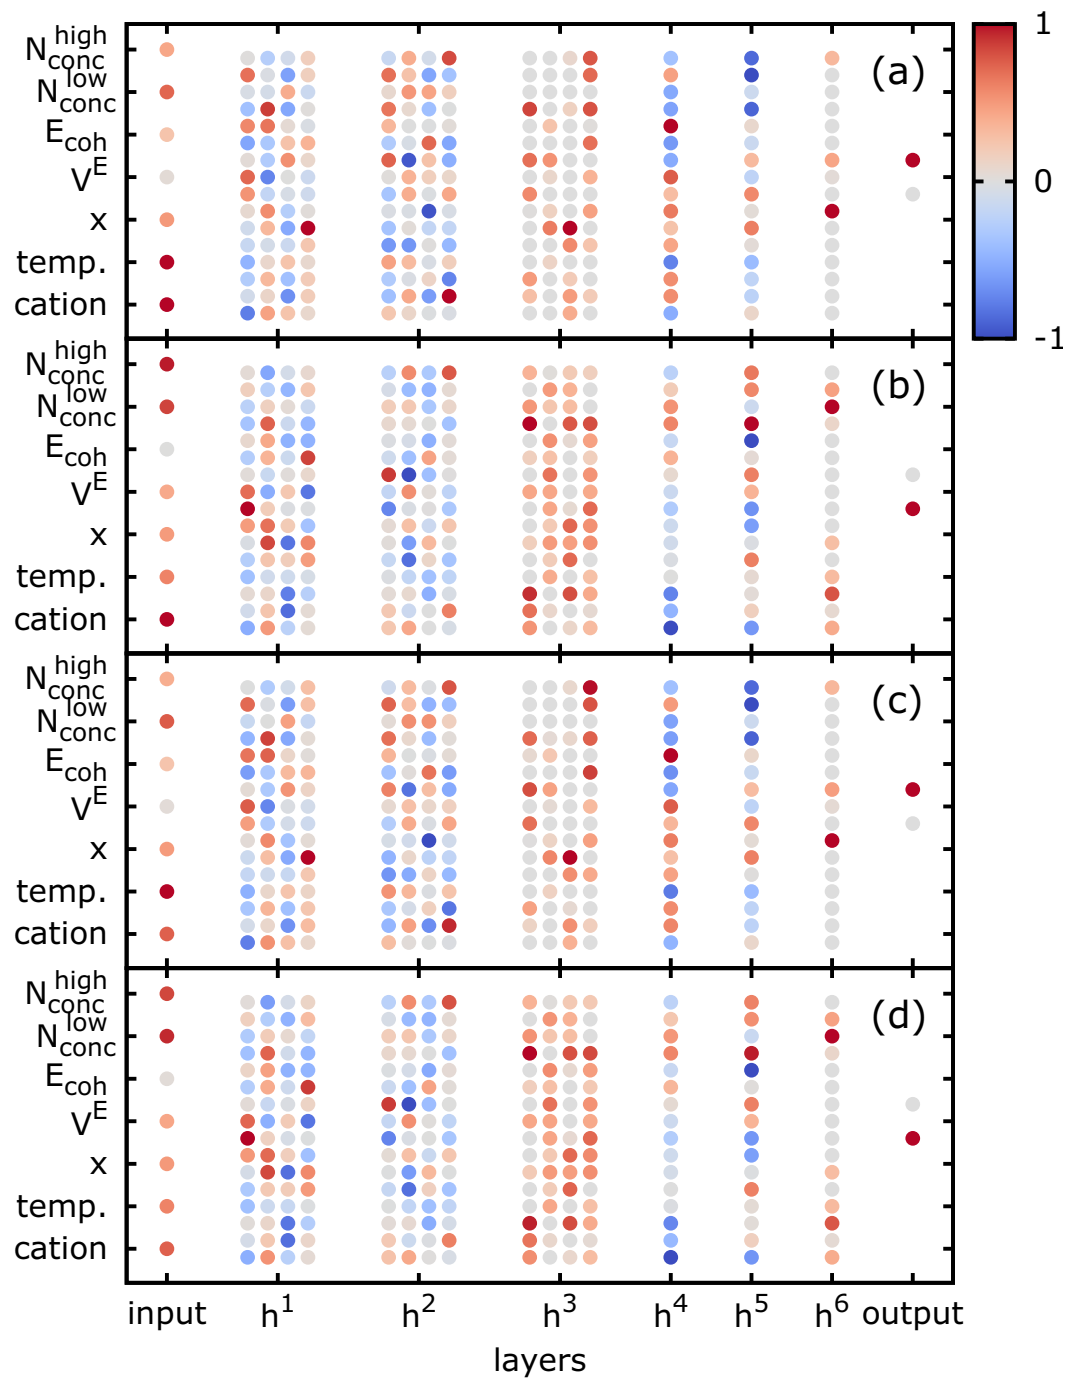 N_conc^high
N_conc^low
E_coh
V^E
x
temp.
cation
(a)
1
0
-1
N_conc^high
N_conc^low
E_coh
V^E
x
temp.
cation
(b)
N_conc^high
N_conc^low
E_coh
V^E
x
temp.
cation
(c)
N_conc^high
N_conc^low
E_coh
V^E
x
temp.
cation
(d)
input h^1 h^2 h^3 h^4 h^5 h^6 output
layers